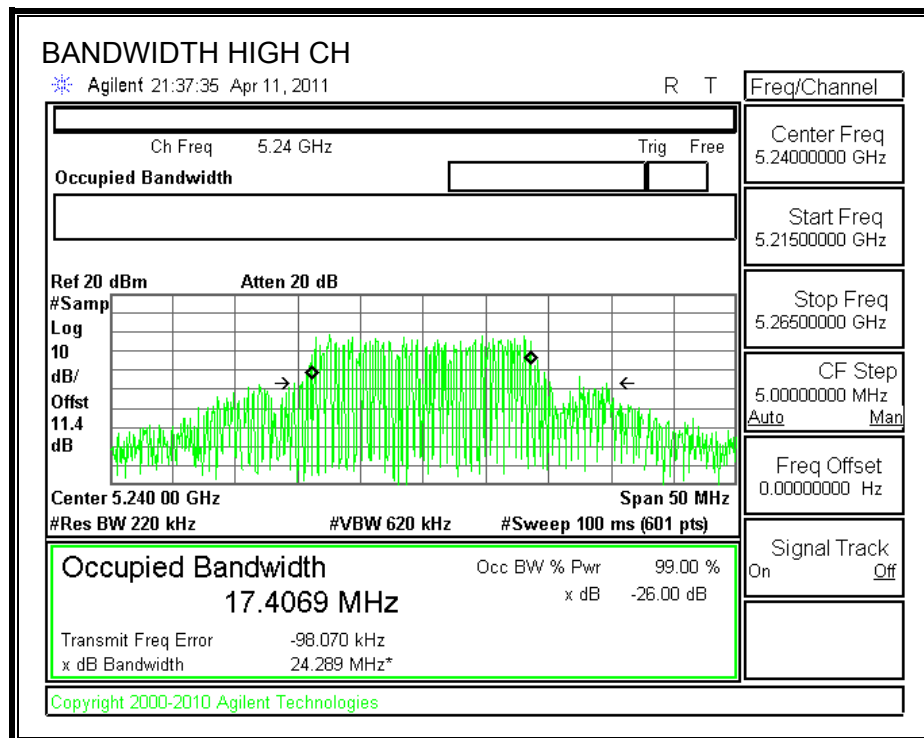 BANDWIDTH HIGH CH
Agilent 21:37:35 Apr 11, 2011 R T
Freq/Channel
Ch Freq 5.24 GHz Trig Free
Occupied Bandwidth
Center Freq
5.24000000 GHz
Start Freq
5.21500000 GHz
Stop Freq
5.26500000 GHz
CF Step
5.00000000 MHz
Auto Man
Freq Offset
0.00000000 Hz
Signal Track
On Off
Ref 20 dBm Atten 20 dB
#Samp
Log
10
dB/
Offst
11.4
dB
Center 5.240 00 GHz Span 50 MHz
#Res BW 220 kHz #VBW 620 kHz #Sweep 100 ms (601 pts)
Occupied Bandwidth Occ BW % Pwr 99.00 %
17.4069 MHz x dB -26.00 dB
Transmit Freq Error -98.070 kHz
x dB Bandwidth 24.289 MHz*
Copyright 2000-2010 Agilent Technologies